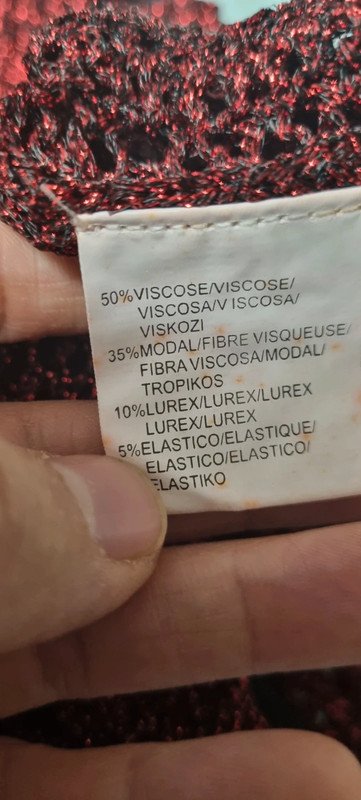 50%VISCOSE/VISCOSE/
VISCOSA/VISCOSA/
VISKOZI
35%MODAL/FIBRE VISQUEUSE/
FIBRA VISCOSA/MODAL/
TROPIKOS
10%LUREX/LUREX/LUREX
LUREX/LUREX
5%ELASTICO/ELASTIQUE/
ELASTICO/ELASTICO/
ELASTIKO